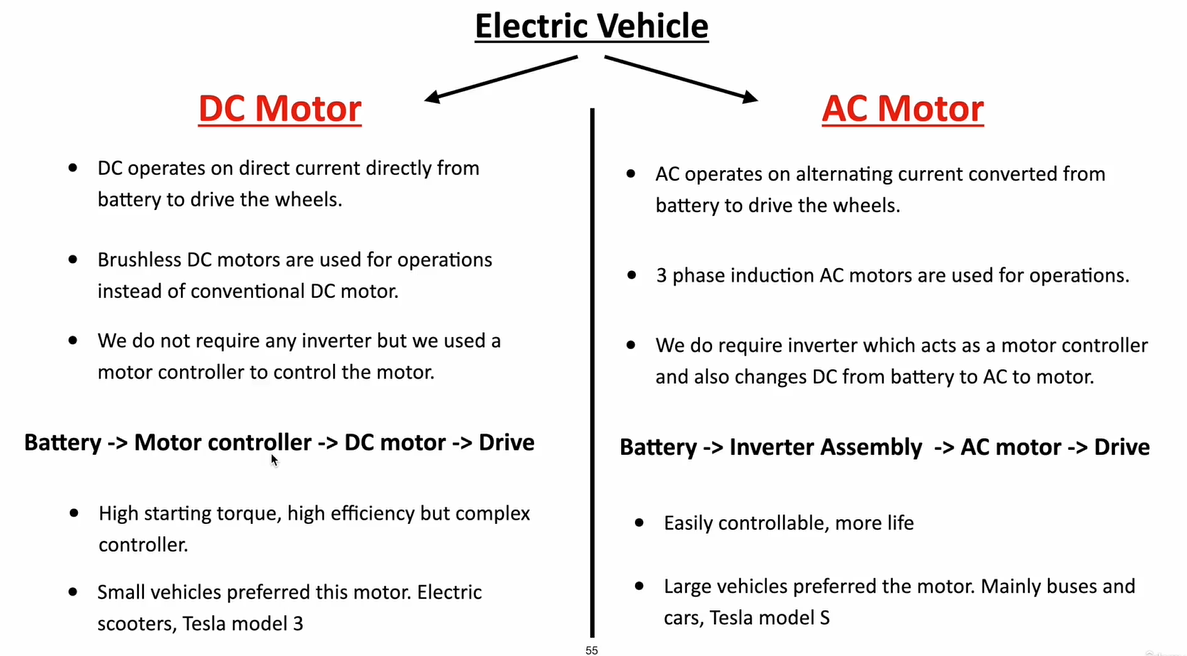 Electric Vehicle
DC Motor
• DC operates on direct current directly from
battery to drive the wheels.
• Brushless DC motors are used for operations
instead of conventional DC motor.
• We do not require any inverter but we used a
motor controller to control the motor.
Battery -> Motor controller -> DC motor -> Drive
• High starting torque, high efficiency but complex
controller.
• Small vehicles preferred this motor. Electric
scooters, Tesla model 3
AC Motor
• AC operates on alternating current converted from
battery to drive the wheels.
• 3 phase induction AC motors are used for operations.
• We do require inverter which acts as a motor controller
and also changes DC from battery to AC to motor.
Battery -> Inverter Assembly -> AC motor -> Drive
• Easily controllable, more life
• Large vehicles preferred the motor. Mainly buses and
cars, Tesla model S
55